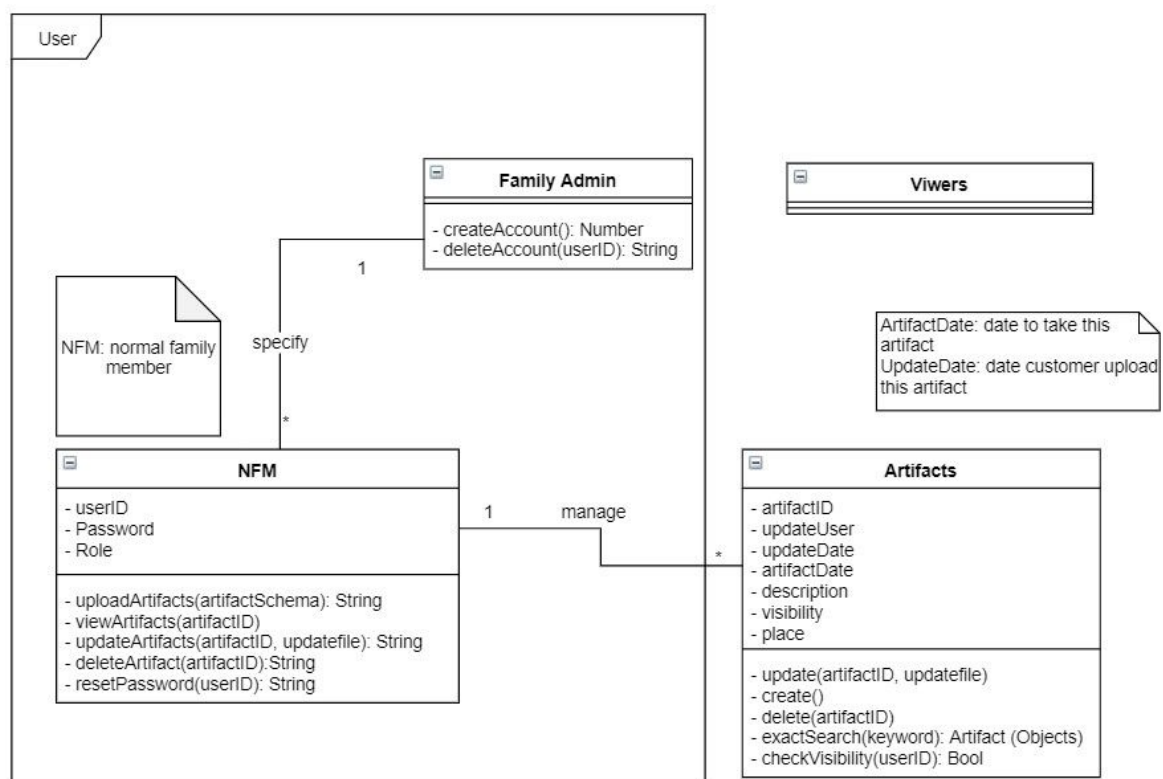 User
Family Admin
- createAccount(): Number
- deleteAccount(userID): String
Viwers
1
specify
*
NFM: normal family
member
ArtifactDate: date to take this
artifact
UpdateDate: date customer upload
this artifact
NFM
- userID
- Password
- Role
- uploadArtifacts(artifactSchema): String
- viewArtifacts(artifactID)
- updateArtifacts(artifactID, updatefile): String
- deleteArtifact(artifactID):String
- resetPassword(userID): String
1
manage
*
Artifacts
- artifactID
- updateUser
- updateDate
- artifactDate
- description
- visibility
- place
- update(artifactID, updatefile)
- create()
- delete(artifactID)
- exactSearch(keyword): Artifact (Objects)
- checkVisibility(userID): Bool